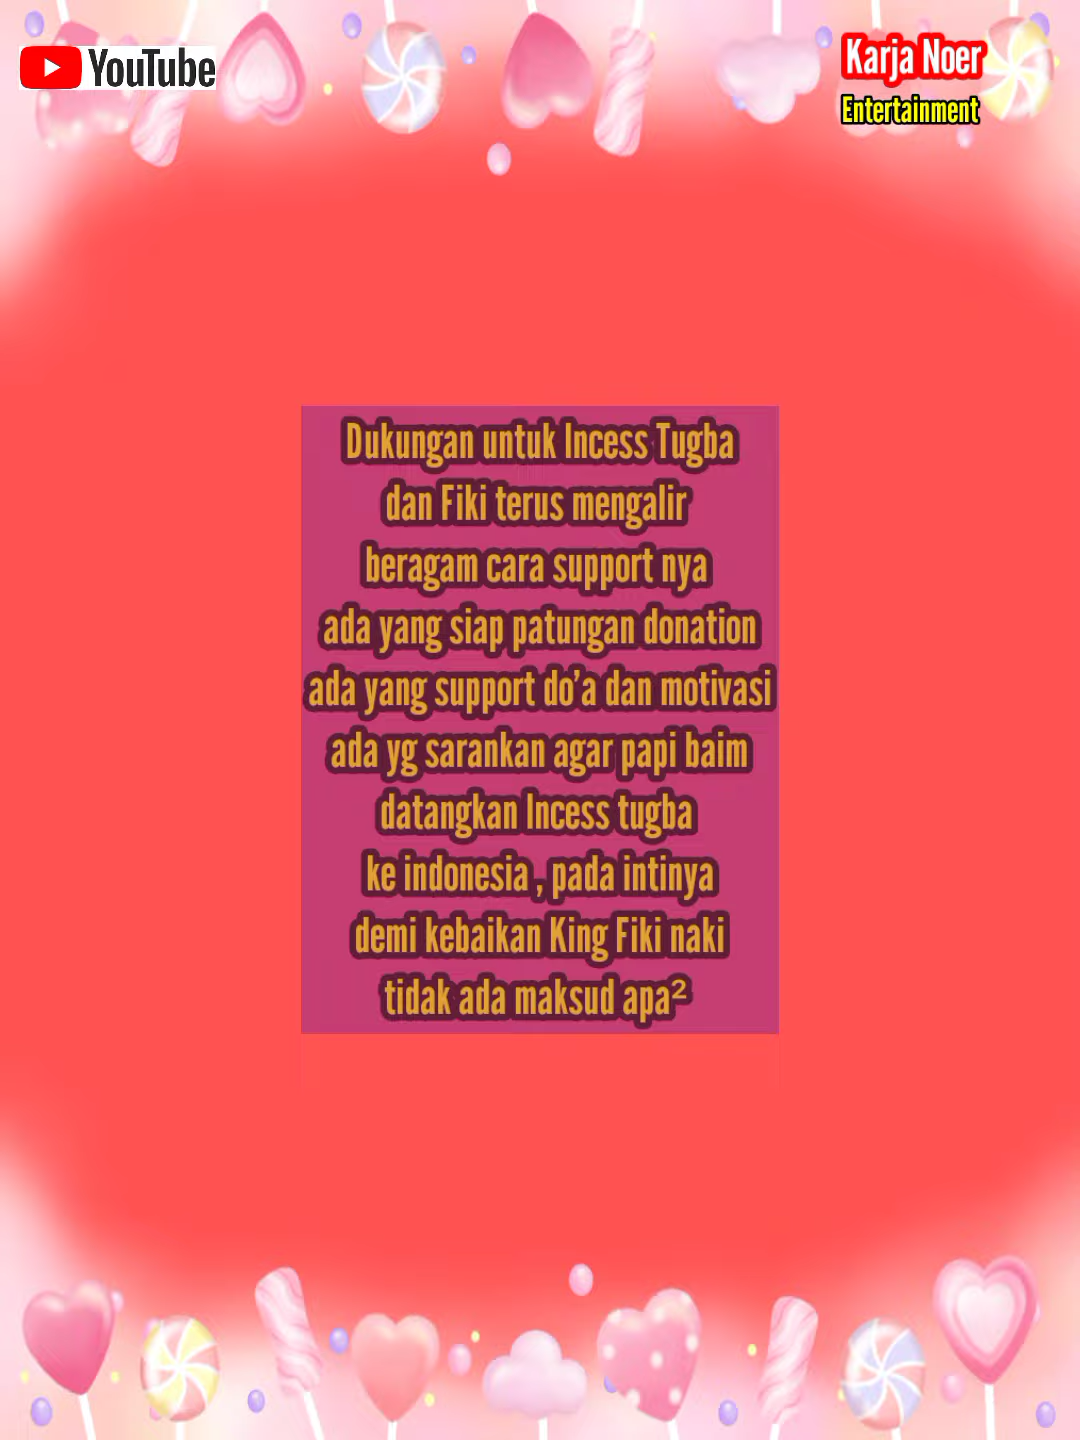 YouTube
Karja Noer
Entertainment
Dukungan untuk Incess Tugba
dan Fiki terus mengalir
beragam cara support nya
ada yang siap patungan donation
ada yang support do’a dan motivasi
ada yg sarankan agar papi baim
datangkan Incess tugba
ke indonesia , pada intinya
demi kebaikan King Fiki naki
tidak ada maksud apa²